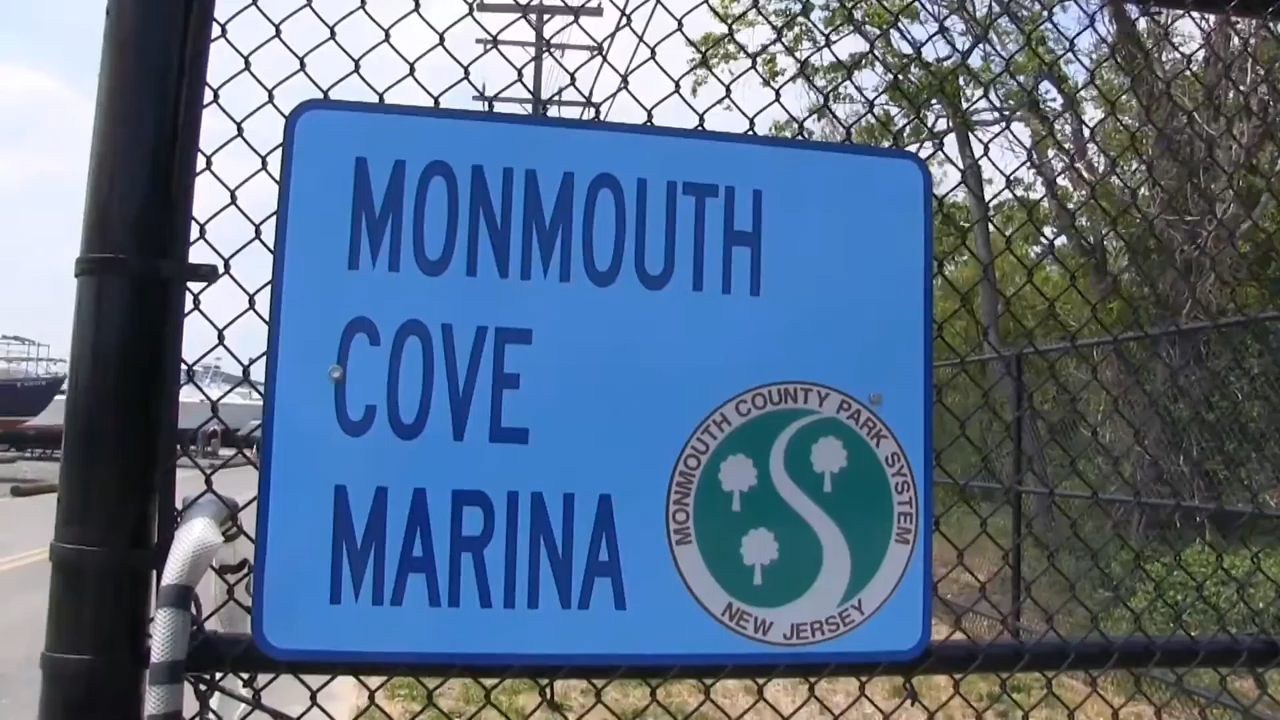 MONMOUTH
COVE
MARINA
MONMOUTH COUNTY PARK SYSTEM
NEW JERSEY